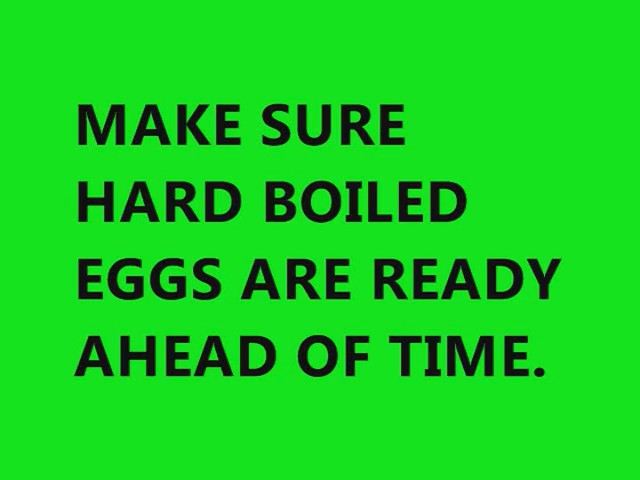 MAKE SURE
HARD BOILED
EGGS ARE READY
AHEAD OF TIME.